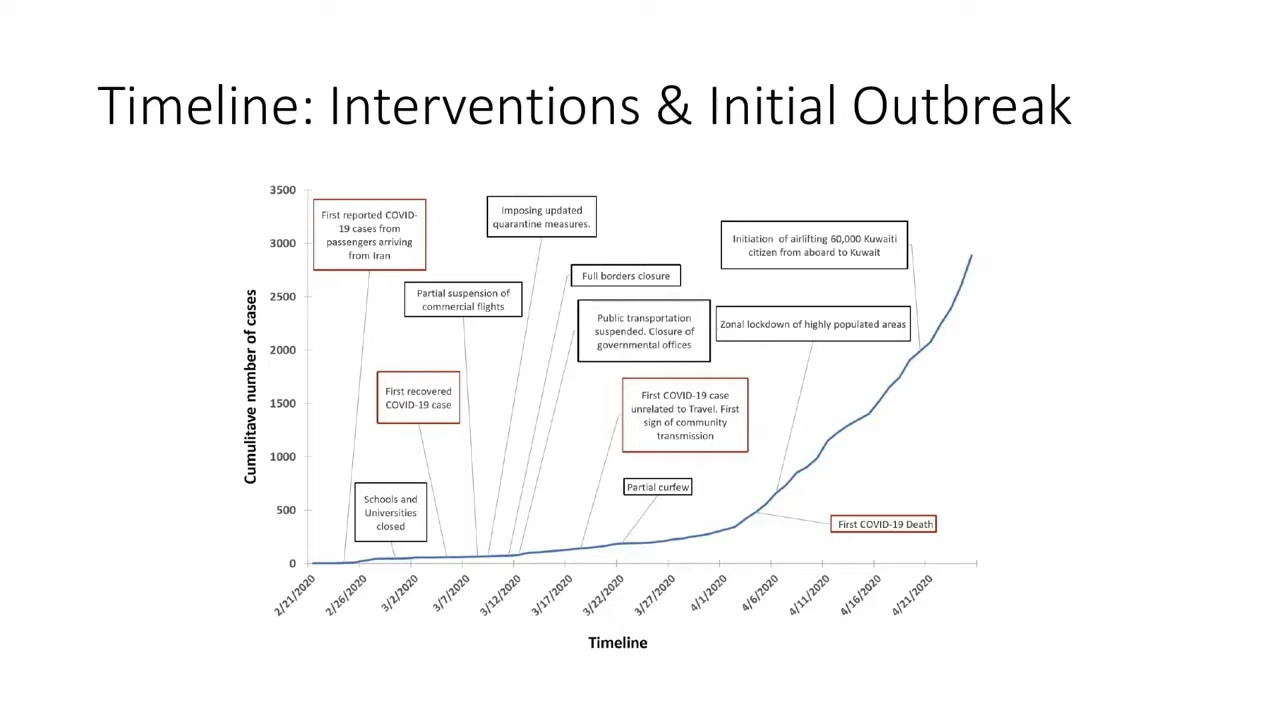 Timeline: Interventions & Initial Outbreak
Cumulitave number of cases
3500
3000
2500
2000
1500
1000
500
0
First reported COVID-
19 cases from
passengers arriving
from Iran
Imposing updated
quarantine measures.
Partial suspension of
commercial flights
Full borders closure
Public transportation
suspended. Closure of
governmental offices
Initiation of airlifting 60,000 Kuwaiti
citizen from aboard to Kuwait
Zonal lockdown of highly populated areas
First recovered
COVID-19 case
First COVID-19 case
unrelated to Travel. First
sign of community
transmission
Schools and
Universities
closed
Partial curfew
First COVID-19 Death
2/21/2020
2/26/2020
3/2/2020
3/7/2020
3/12/2020
3/17/2020
3/22/2020
3/27/2020
4/1/2020
4/6/2020
4/11/2020
4/16/2020
4/21/2020
Timeline